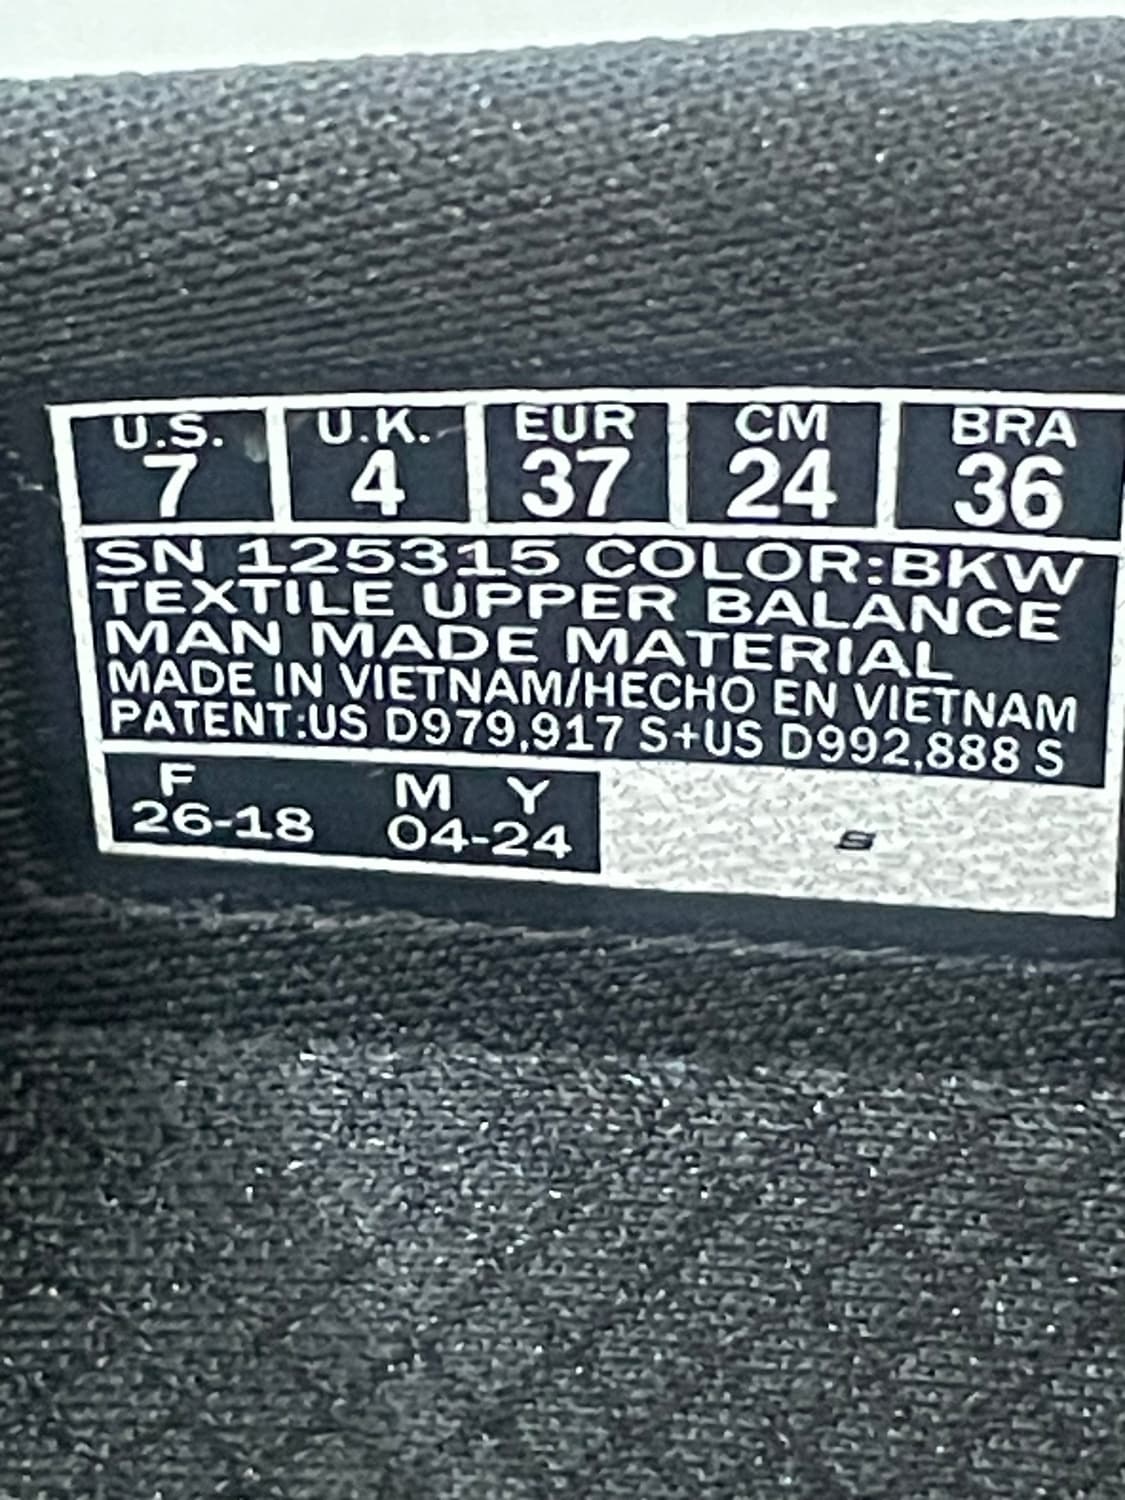 U.S. U.K. EUR CM BRA
7 4 37 24 36
SN 125315 COLOR:BKW
TEXTILE UPPER BALANCE
MAN MADE MATERIAL
MADE IN VIETNAM/HECHO EN VIETNAM
PATENT:US D979,917 S+US D992,888 S
F M Y
26-18 04-24
S